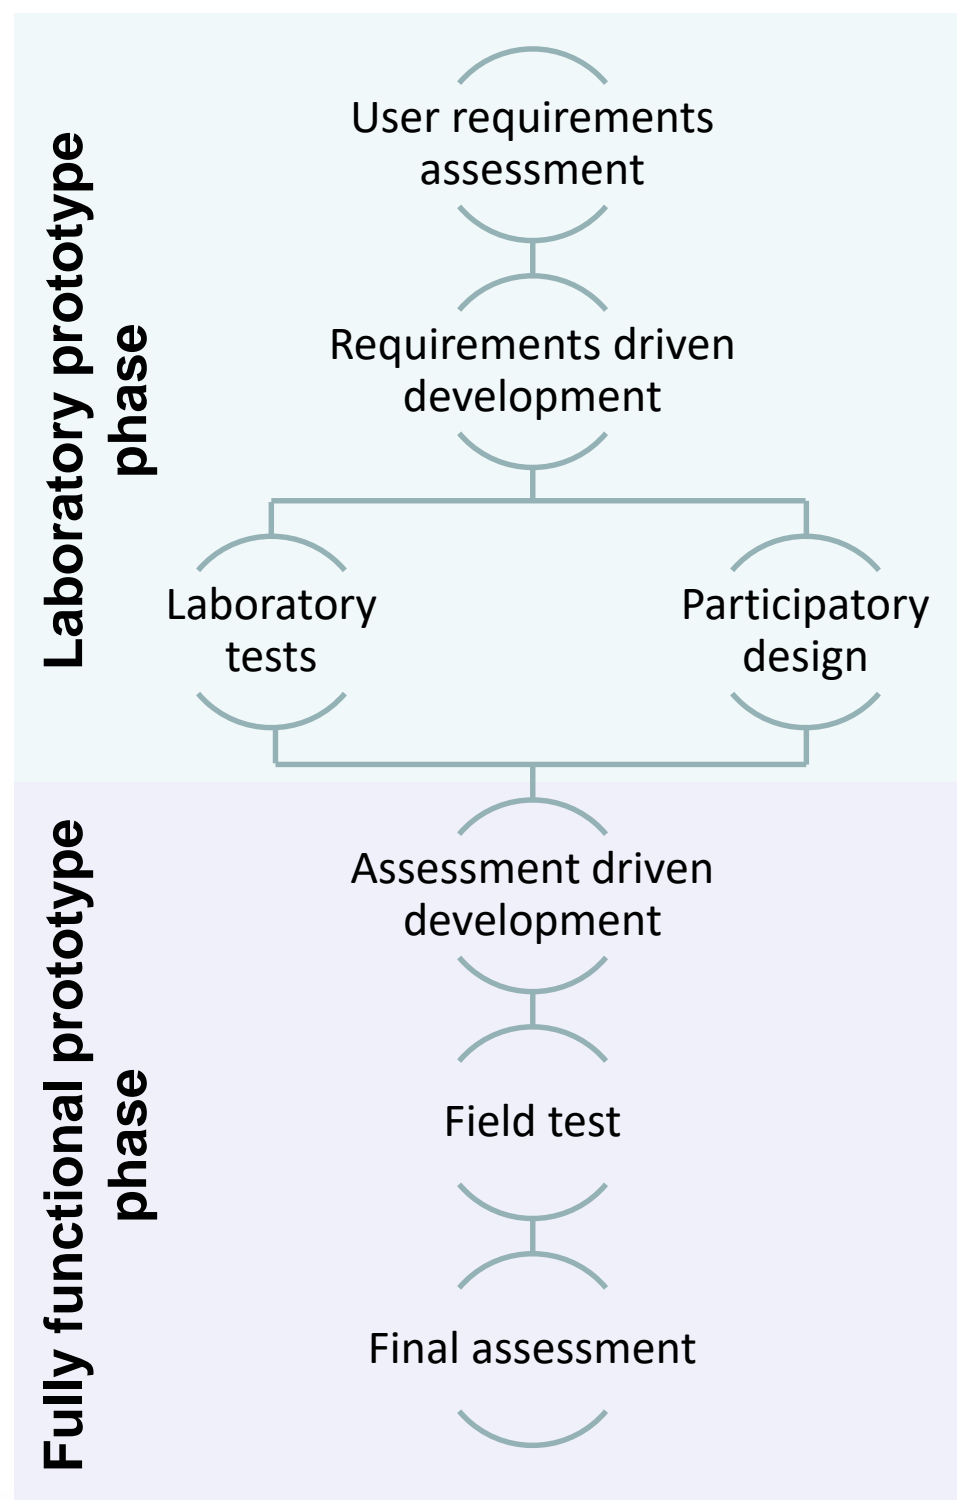 Laboratory prototype
phase
User requirements
assessment
Requirements driven
development
Laboratory
tests
Participatory
design
Fully functional prototype
phase
Assessment driven
development
Field test
Final assessment